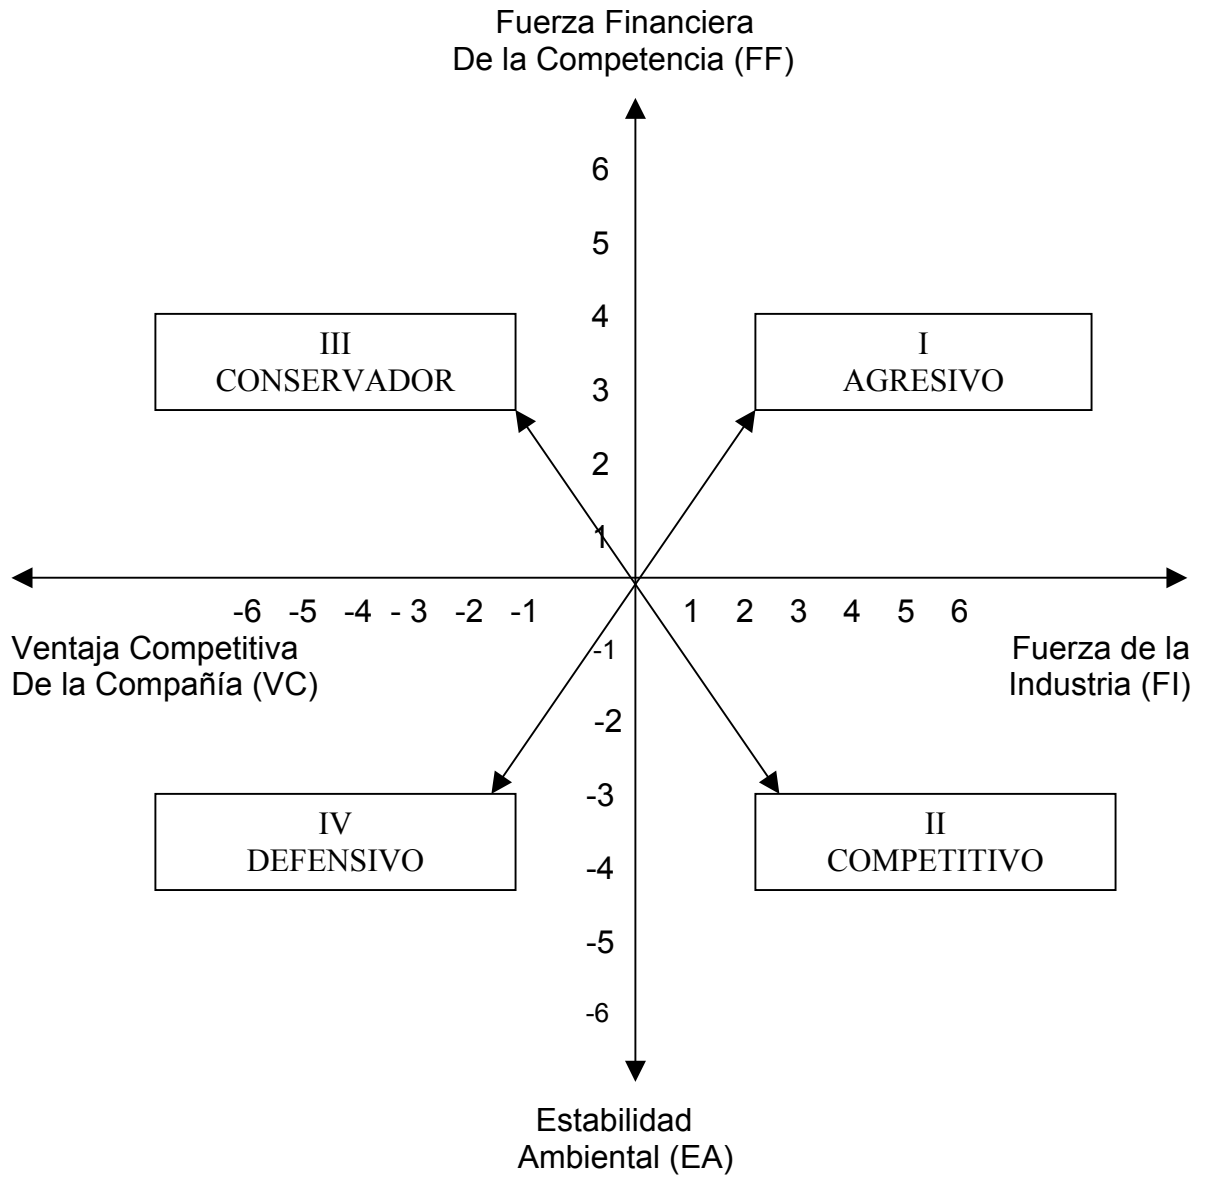 Fuerza Financiera
De la Competencia (FF)
6
5
4
III
CONSERVADOR
I
AGRESIVO
3
2
1
-6 -5 -4 - 3 -2 -1 1 2 3 4 5 6
Ventaja Competitiva
De la Compañía (VC)
Fuerza de la
Industria (FI)
-1
-2
-3
IV
DEFENSIVO
II
COMPETITIVO
-4
-5
-6
Estabilidad
Ambiental (EA)